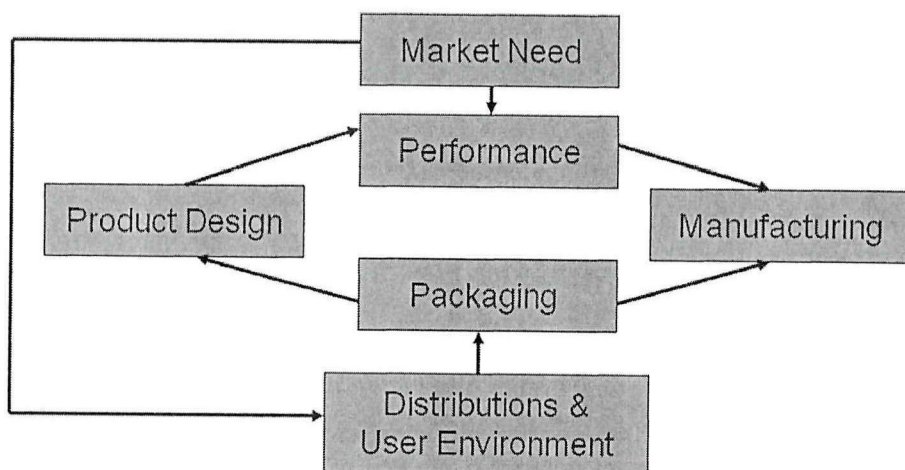 Market Need
Performance
Product Design
Manufacturing
Packaging
Distributions &
User Environment